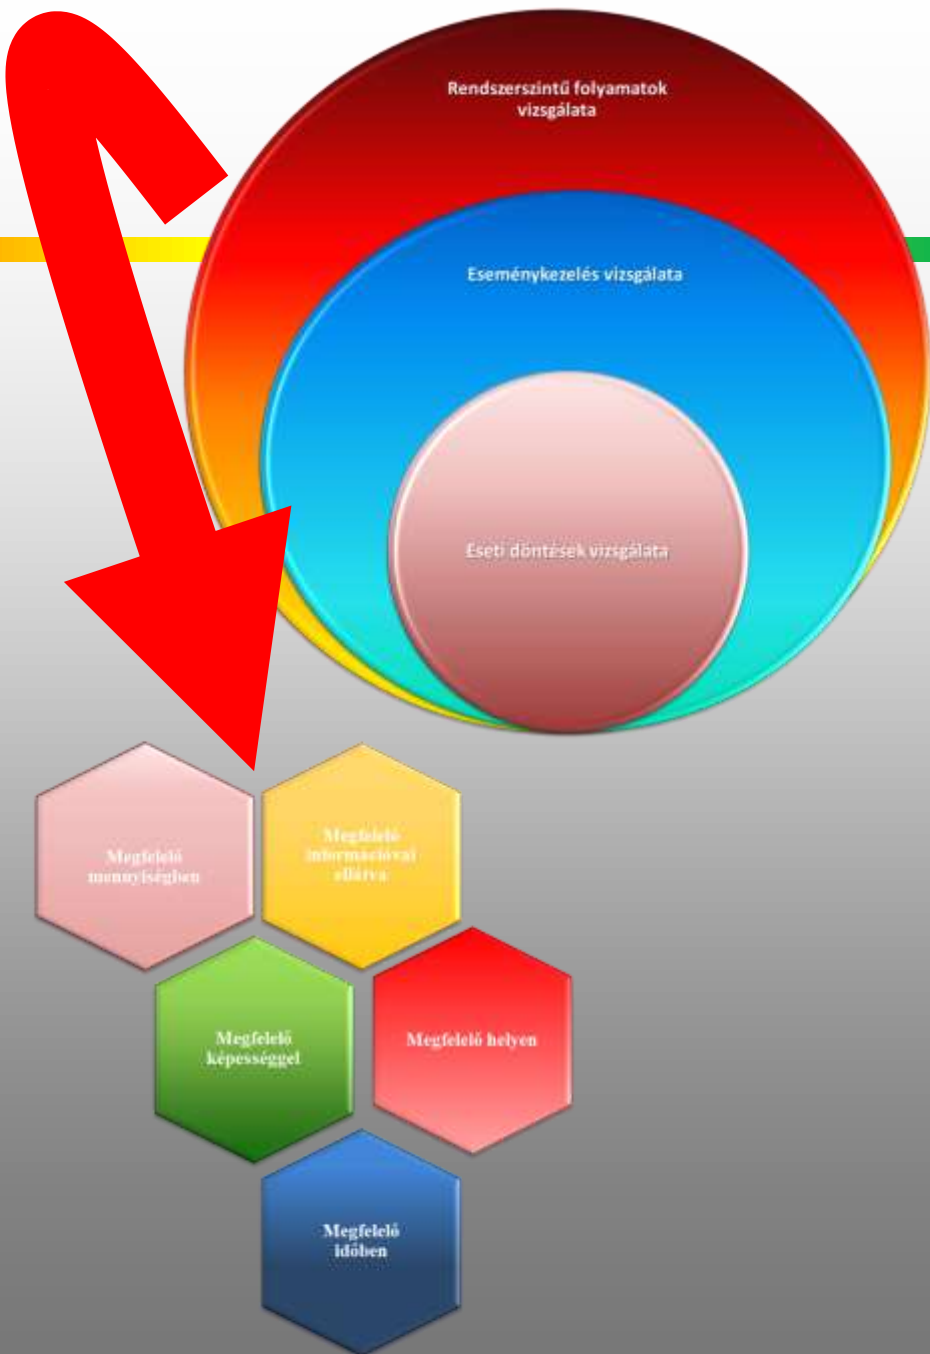 Rendszerszintű folyamatok
vizsgálata
Eseménykezelés vizsgálata
Eseti döntések vizsgálata
Megfelelő
mennyiségben
Megfelelő
információval
ellátva
Megfelelő
képességgel
Megfelelő helyen
Megfelelő
időben